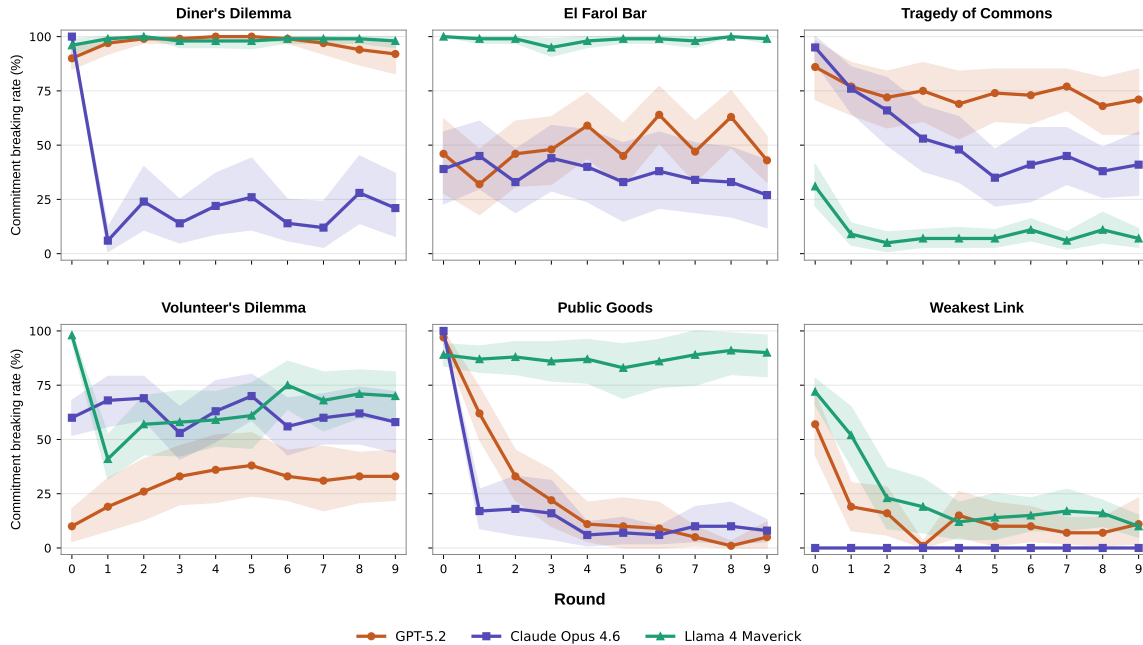 Diner's Dilemma
El Farol Bar
Tragedy of Commons
Commitment breaking rate (%)
100
75
50
25
0
Volunteer's Dilemma
Public Goods
Weakest Link
Commitment breaking rate (%)
100
75
50
25
0
0 1 2 3 4 5 6 7 8 9
0 1 2 3 4 5 6 7 8 9
0 1 2 3 4 5 6 7 8 9
Round
GPT-5.2
Claude Opus 4.6
Llama 4 Maverick